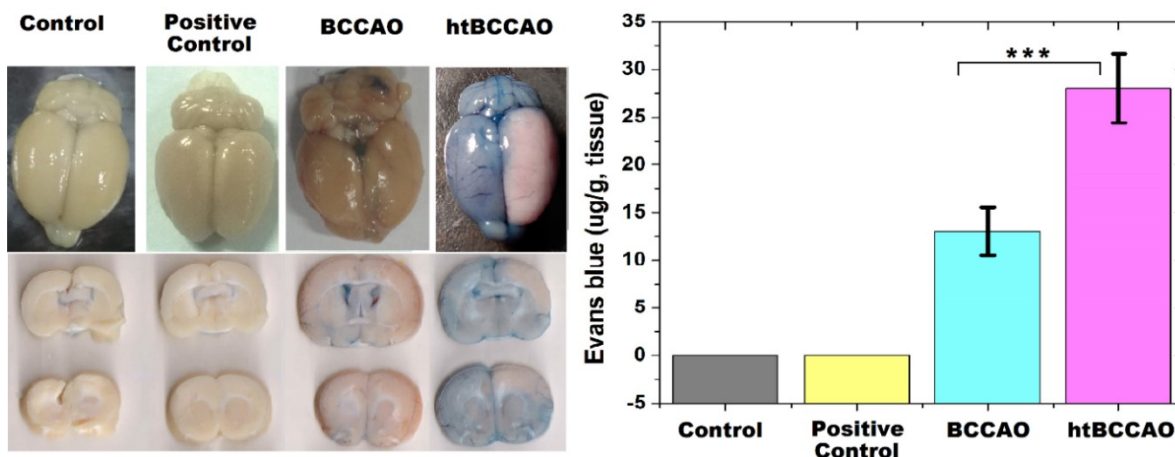 Control
Positive
Control
BCCAO
htBCCAO
Evans blue (ug/g, tissue)
35
30
25
20
15
10
5
0
-5
***
Control
Positive
Control
BCCAO
htBCCAO